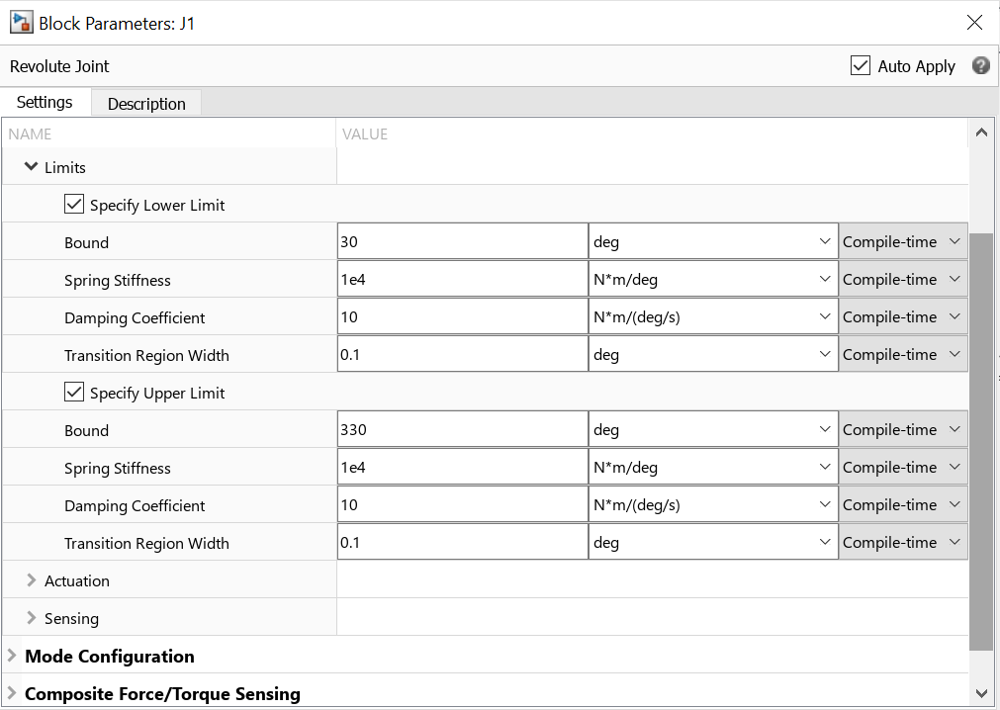 Block Parameters: J1
Revolute Joint
Auto Apply
Settings
Description
NAME VALUE
Limits
Specify Lower Limit
Bound 30 deg Compile-time
Spring Stiffness 1e4 N*m/deg Compile-time
Damping Coefficient 10 N*m/(deg/s) Compile-time
Transition Region Width 0.1 deg Compile-time
Specify Upper Limit
Bound 330 deg Compile-time
Spring Stiffness 1e4 N*m/deg Compile-time
Damping Coefficient 10 N*m/(deg/s) Compile-time
Transition Region Width 0.1 deg Compile-time
Actuation
Sensing
Mode Configuration
Composite Force/Torque Sensing